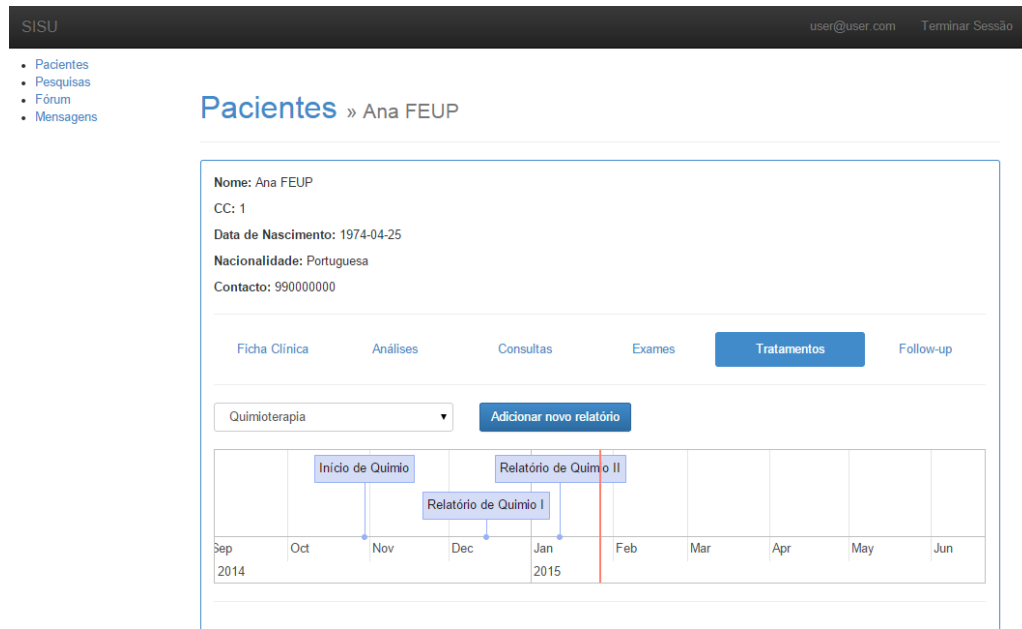 SISU user@user.com Terminar Sessão
Pacientes
Pesquisas
Fórum
Mensagens
Pacientes » Ana FEUP
Nome: Ana FEUP
CC: 1
Data de Nascimento: 1974-04-25
Nacionalidade: Portuguesa
Contacto: 990000000
Ficha Clínica Análises Consultas Exames Tratamentos Follow-up
Quimioterapia Adicionar novo relatório
Início de Quimio Relatório de Quimio II
Relatório de Quimio I
Sep Oct Nov Dec Jan Feb Mar Apr May Jun
2014 2015